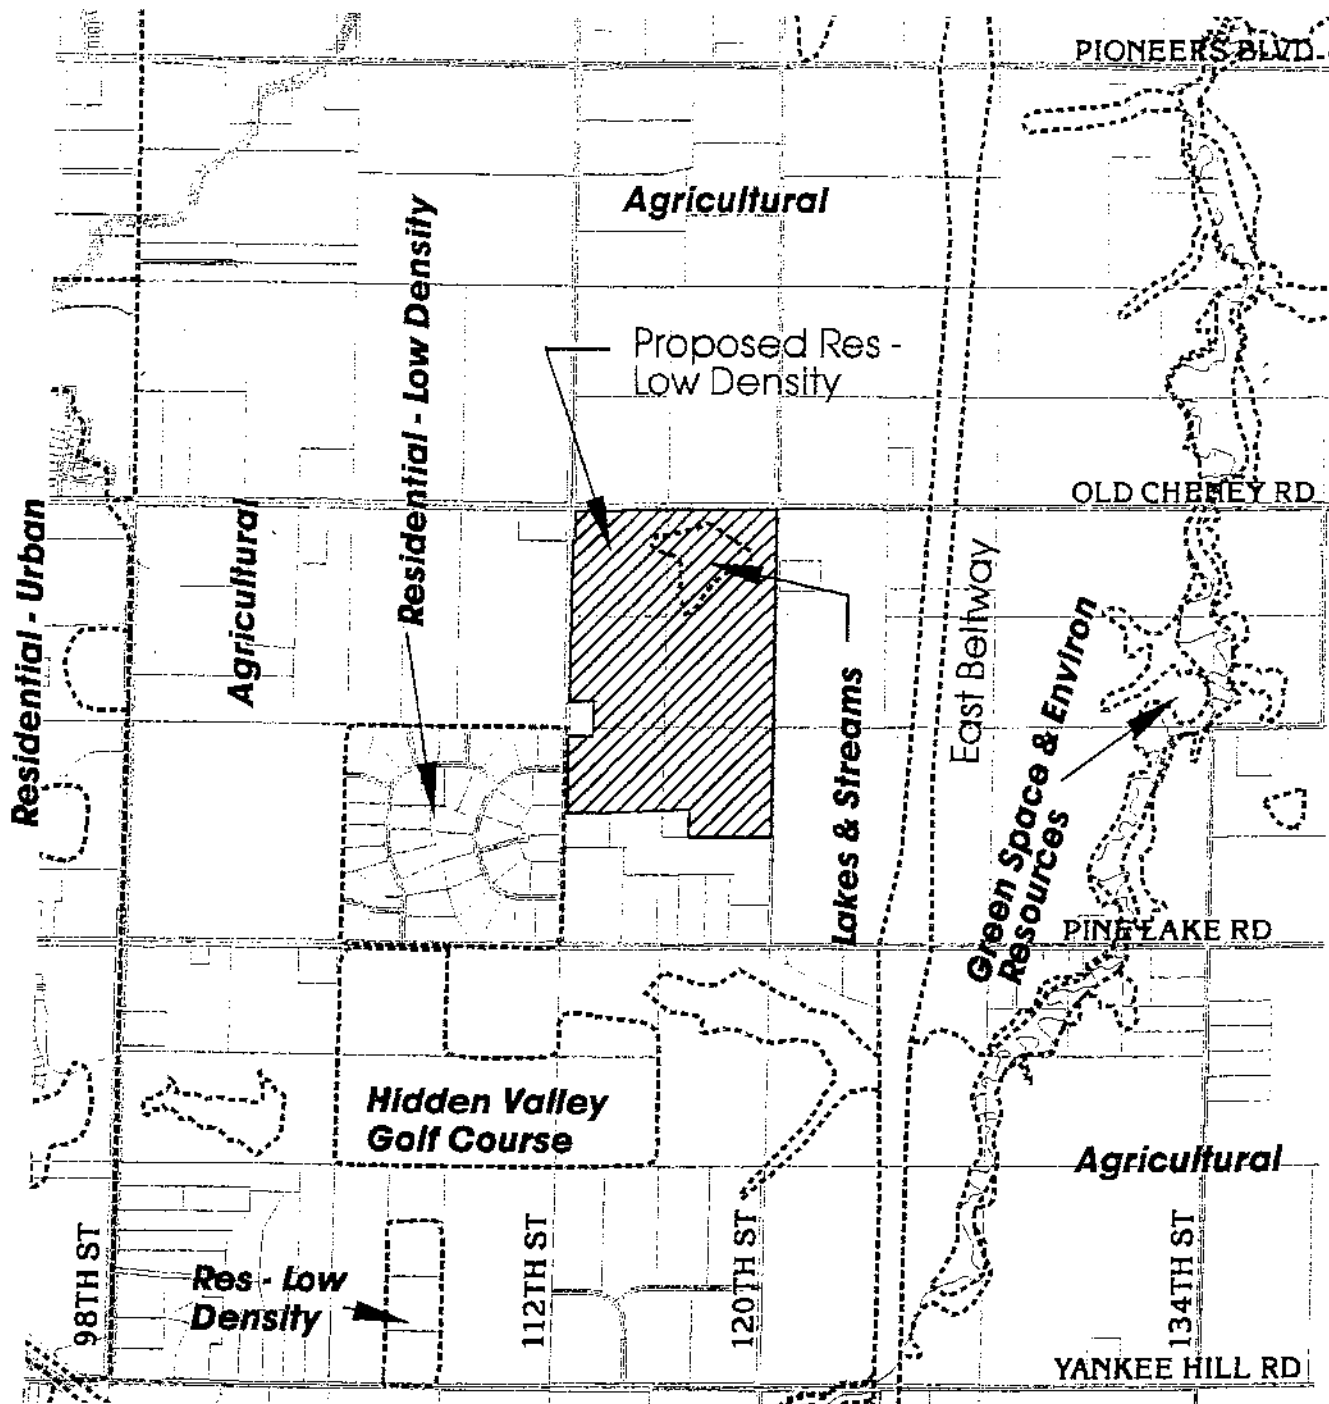 PIONEERS BLVD.
Agricultural
Residential - Low Density
Proposed Res -
Low Density
OLD CHENEY RD
Residential - Urban
Agricultural
East Beltway
Lakes & Streams
Green Space & Environ
Resources
PINE LAKE RD
Hidden Valley
Golf Course
Agricultural
98TH ST
Res - Low
Density
112TH ST
120TH ST
134TH ST
YANKEE HILL RD